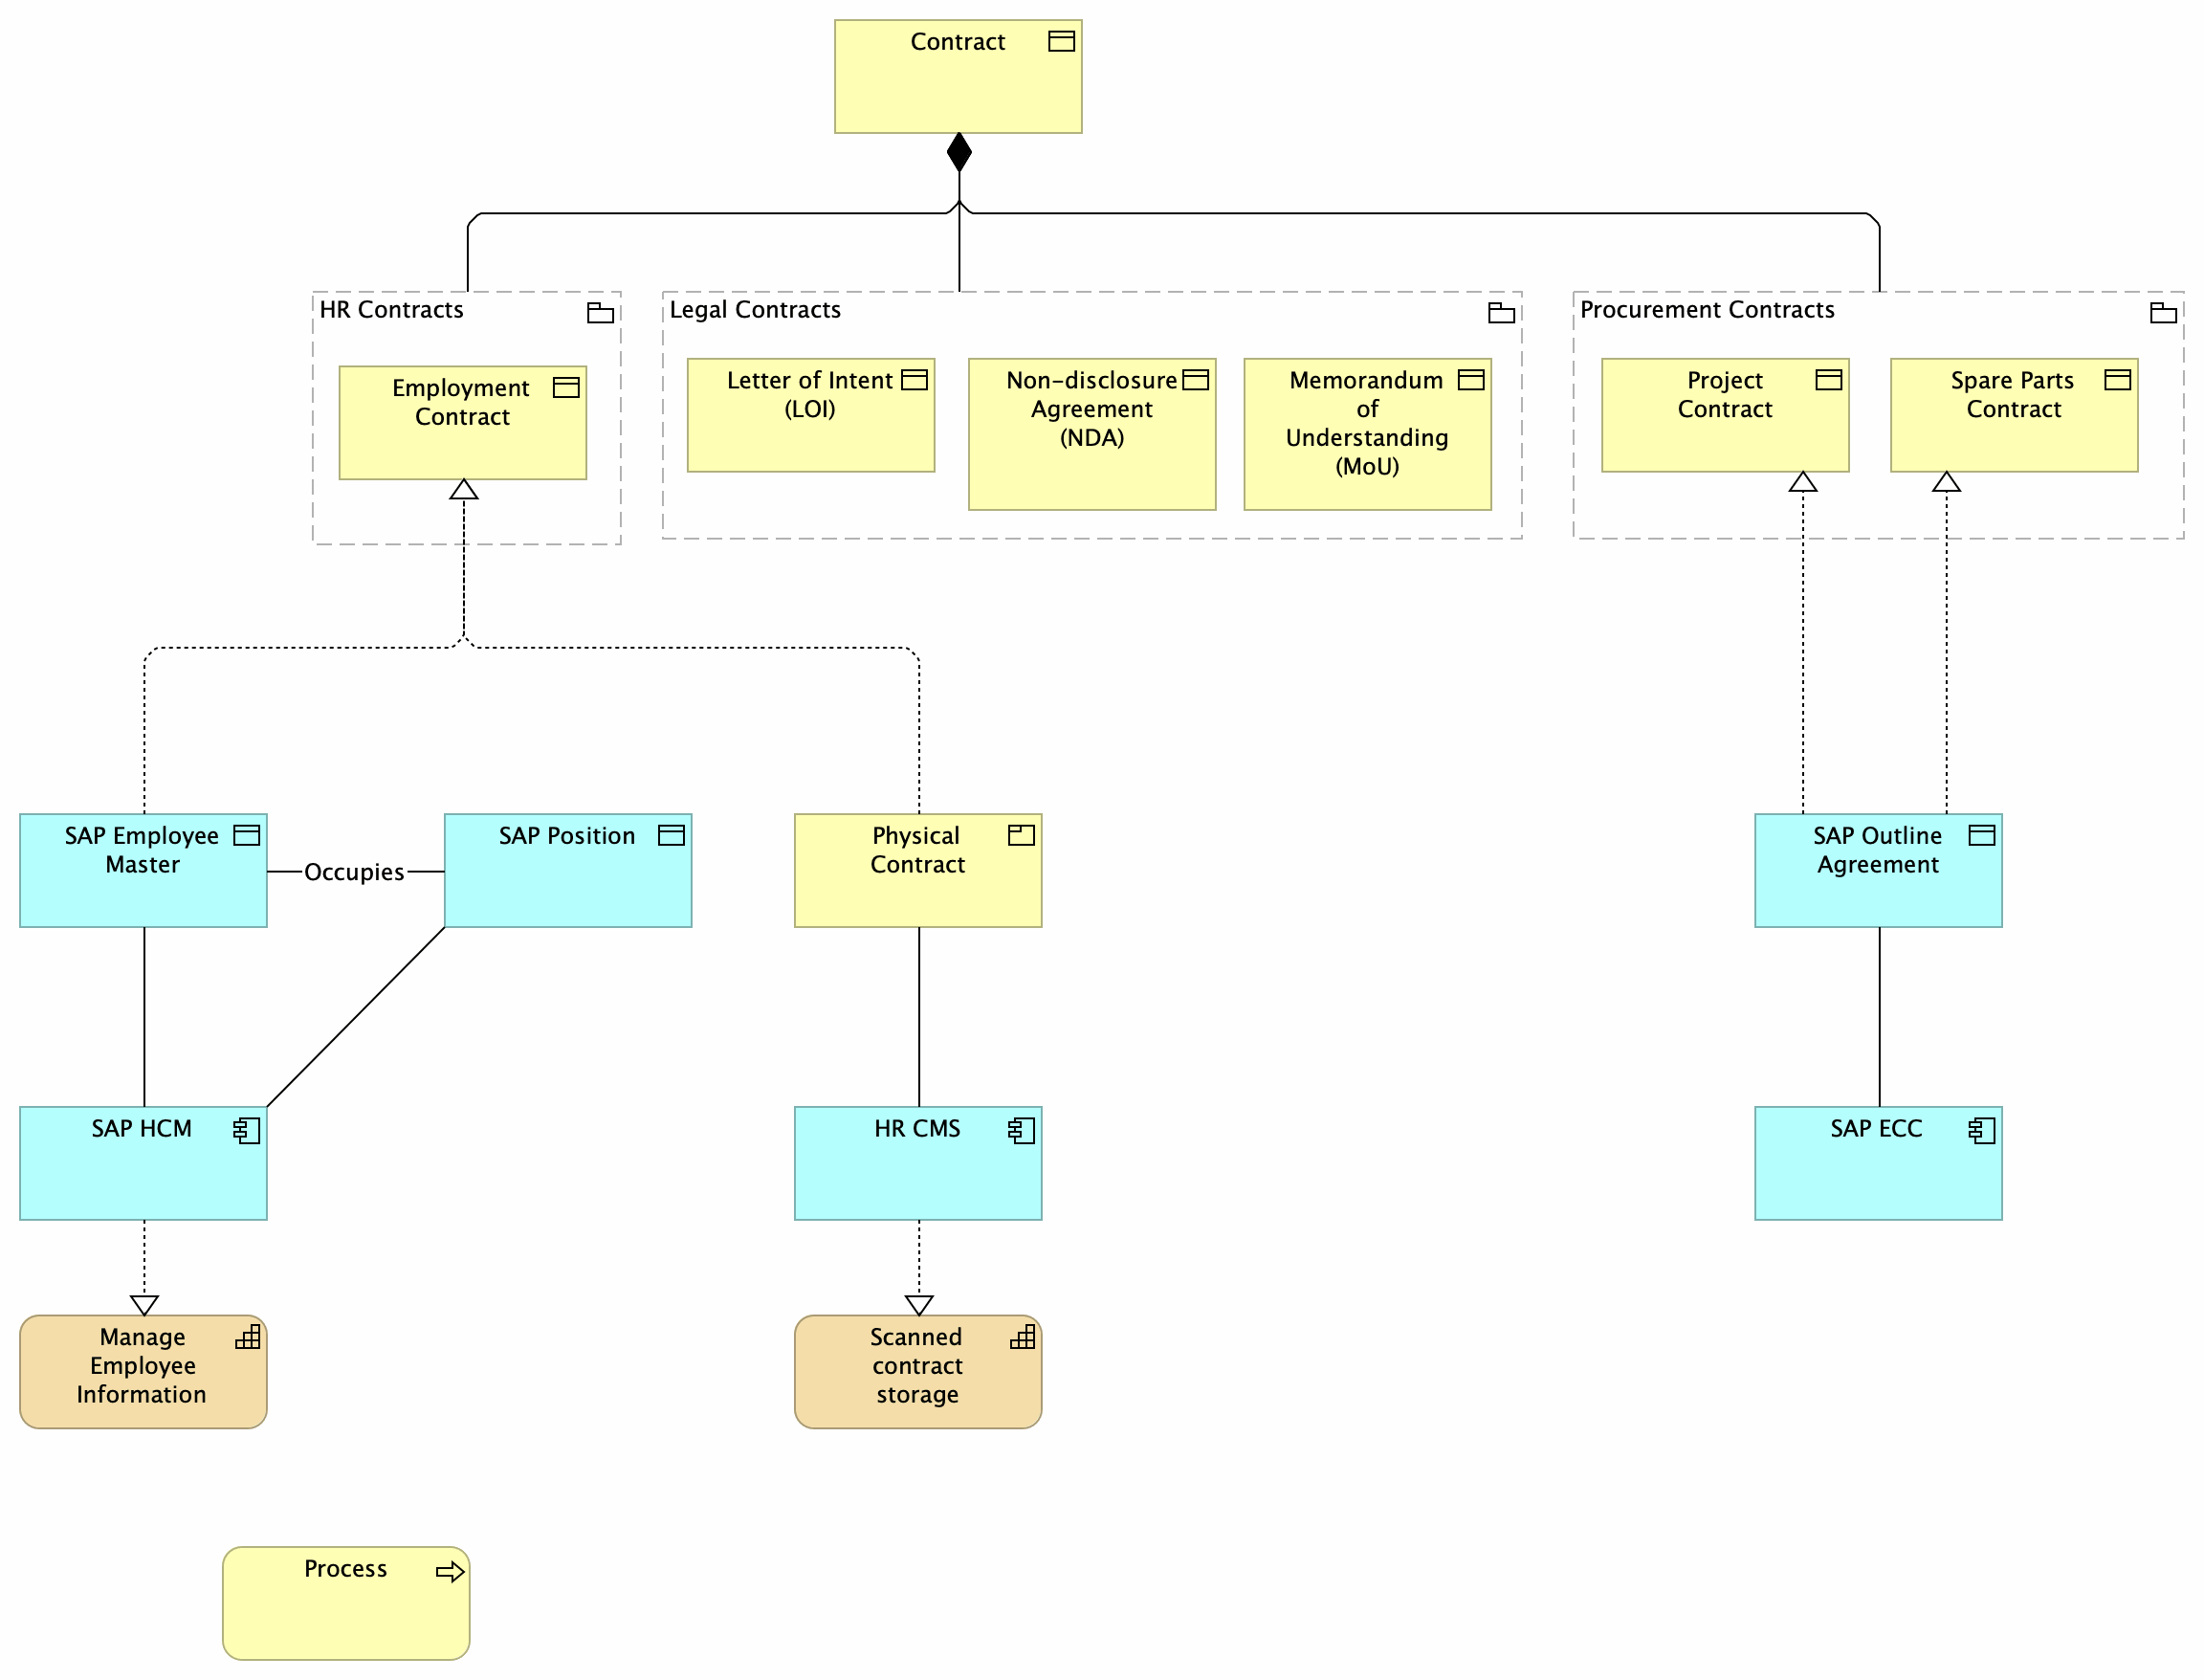 Contract
HR Contracts
Legal Contracts
Procurement Contracts
Employment
Contract
Letter of Intent
(LOI)
Non-disclosure
Agreement
(NDA)
Memorandum
of
Understanding
(MoU)
Project
Contract
Spare Parts
Contract
SAP Employee
Master
Occupies
SAP Position
Physical
Contract
SAP Outline
Agreement
SAP HCM
HR CMS
SAP ECC
Manage
Employee
Information
Scanned
contract
storage
Process